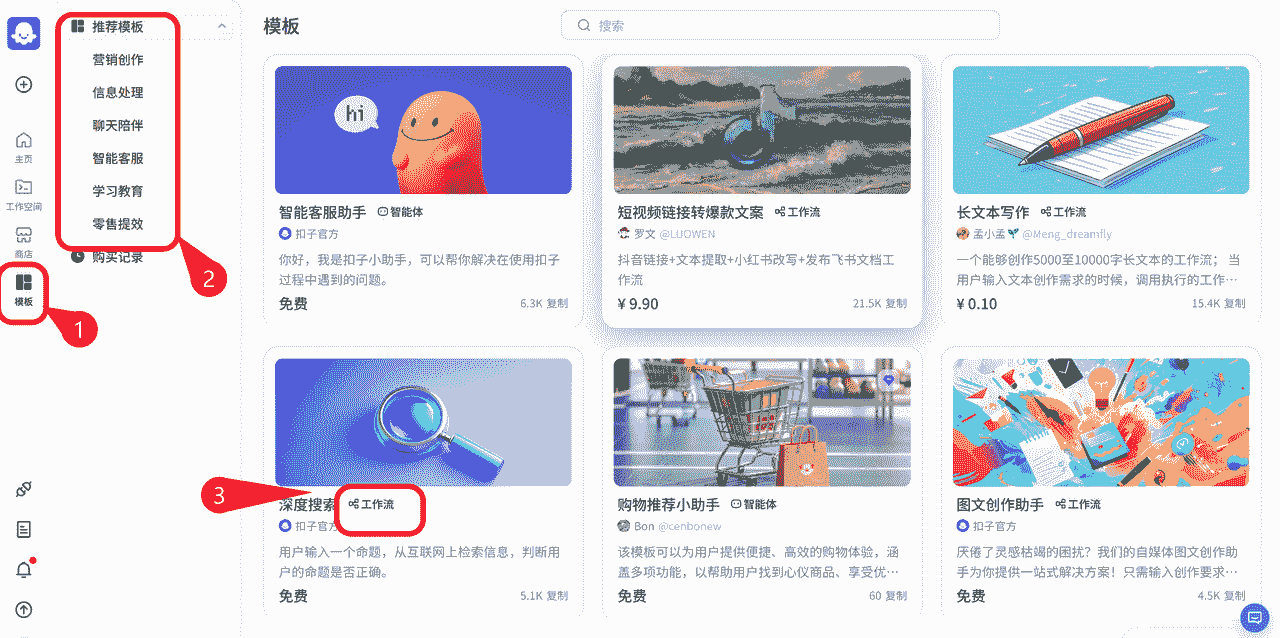 主页
工作空间
商店
模板
1
推荐模板
营销创作
信息处理
聊天陪伴
智能客服
学习教育
零售提效
购买记录
2
模板
搜索
hi
智能客服助手 智能体
扣子官方
你好，我是扣子小助手，可以帮你解决在使用扣子
过程中遇到的问题。
免费 6.3K 复制
短视频链接转爆款文案 工作流
罗文 @LUOWEN
抖音链接+文本提取+小红书改写+发布飞书文档工
作流
¥ 9.90 21.5K 复制
长文本写作 工作流
孟小孟 @Meng_dreamfly
一个能够创作5000至10000字长文本的工作流； 当
用户输入文本创作需求的时候，调用执行的工作…
¥ 0.10 15.4K 复制
3
深度搜索 工作流
扣子官方
用户输入一个命题，从互联网上检索信息，判断用
户的命题是否正确。
免费 5.1K 复制
购物推荐小助手 智能体
Bon @cenbonew
该模板可以为用户提供便捷、高效的购物体验，涵
盖多项功能，以帮助用户找到心仪商品、享受优…
免费 60 复制
图文创作助手 工作流
扣子官方
厌倦了灵感枯竭的困扰？我们的自媒体图文创作助
手为你提供一站式解决方案！只需输入创作要求…
免费 4.5K 复制